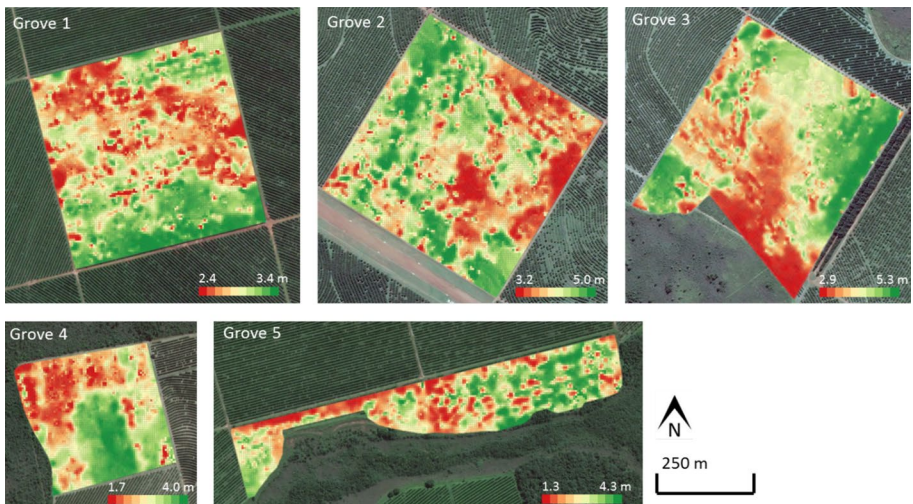 Grove 1
2.4 3.4 m
Grove 2
3.2 5.0 m
Grove 3
2.9 5.3 m
Grove 4
1.7 4.0 m
Grove 5
1.3 4.3 m
N
250 m